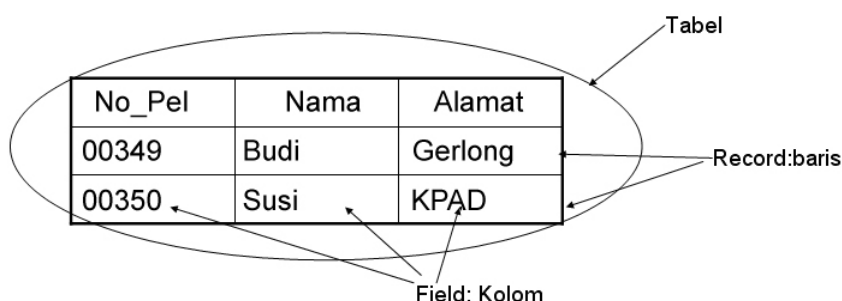 Tabel
No_Pel Nama Alamat
00349 Budi Gerlong
Record:baris
00350 Susi KPAD
Field: Kolom